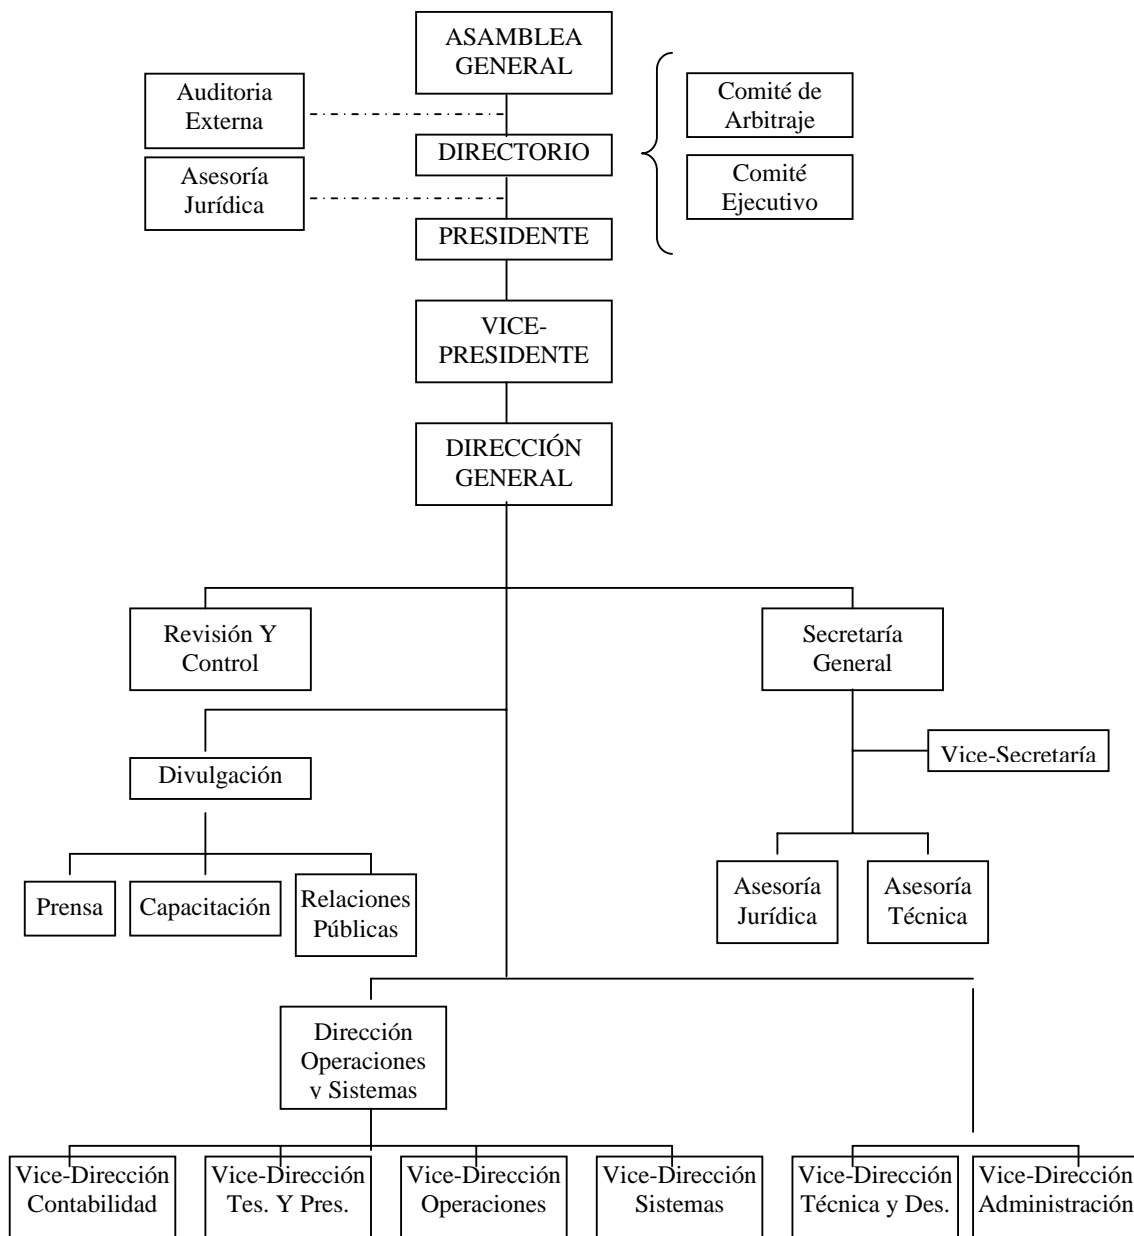 ASAMBLEA
GENERAL
Auditoria
Externa
Comité de
Arbitraje
DIRECTORIO
Asesoría
Jurídica
Comité
Ejecutivo
PRESIDENTE
VICE-
PRESIDENTE
DIRECCIÓN
GENERAL
Revisión Y
Control
Secretaría
General
Vice-Secretaría
Divulgación
Prensa
Capacitación
Relaciones
Públicas
Asesoría
Jurídica
Asesoría
Técnica
Dirección
Operaciones
y Sistemas
Vice-Dirección
Contabilidad
Vice-Dirección
Tes. Y Pres.
Vice-Dirección
Operaciones
Vice-Dirección
Sistemas
Vice-Dirección
Técnica y Des.
Vice-Dirección
Administración